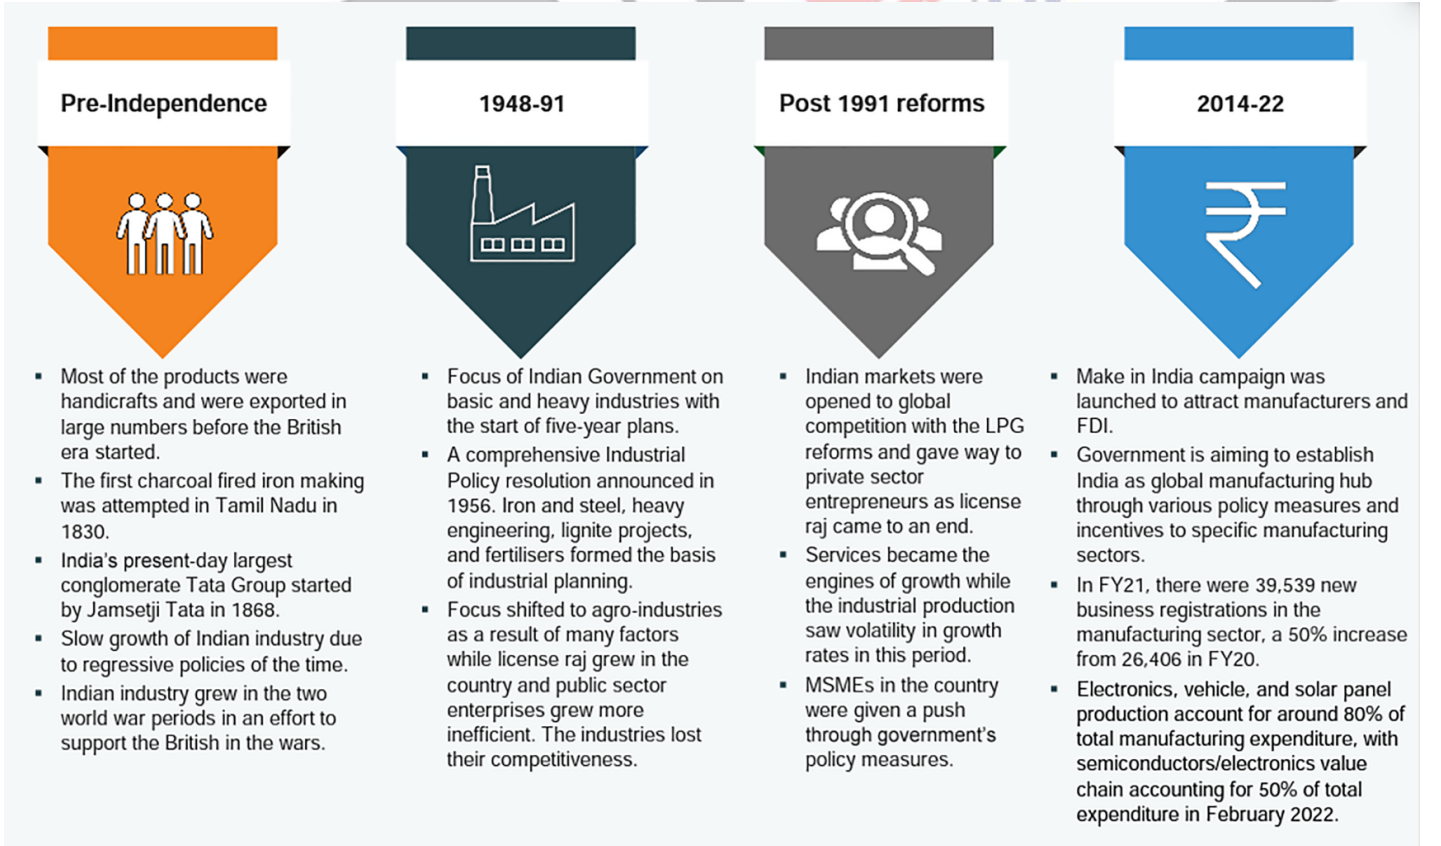 Pre-Independence
▪ Most of the products were
handicrafts and were exported in
large numbers before the British
era started.
▪ The first charcoal fired iron making
was attempted in Tamil Nadu in
1830.
▪ India's present-day largest
conglomerate Tata Group started
by Jamsetji Tata in 1868.
▪ Slow growth of Indian industry due
to regressive policies of the time.
▪ Indian industry grew in the two
world war periods in an effort to
support the British in the wars.
1948-91
▪ Focus of Indian Government on
basic and heavy industries with
the start of five-year plans.
▪ A comprehensive Industrial
Policy resolution announced in
1956. Iron and steel, heavy
engineering, lignite projects,
and fertilisers formed the basis
of industrial planning.
▪ Focus shifted to agro-industries
as a result of many factors
while license raj grew in the
country and public sector
enterprises grew more
inefficient. The industries lost
their competitiveness.
Post 1991 reforms
▪ Indian markets were
opened to global
competition with the LPG
reforms and gave way to
private sector
entrepreneurs as license
raj came to an end.
▪ Services became the
engines of growth while
the industrial production
saw volatility in growth
rates in this period.
▪ MSMEs in the country
were given a push
through government's
policy measures.
2014-22
₹
▪ Make in India campaign was
launched to attract manufacturers and
FDI.
▪ Government is aiming to establish
India as global manufacturing hub
through various policy measures and
incentives to specific manufacturing
sectors.
▪ In FY21, there were 39,539 new
business registrations in the
manufacturing sector, a 50% increase
from 26,406 in FY20.
▪ Electronics, vehicle, and solar panel
production account for around 80% of
total manufacturing expenditure, with
semiconductors/electronics value
chain accounting for 50% of total
expenditure in February 2022.